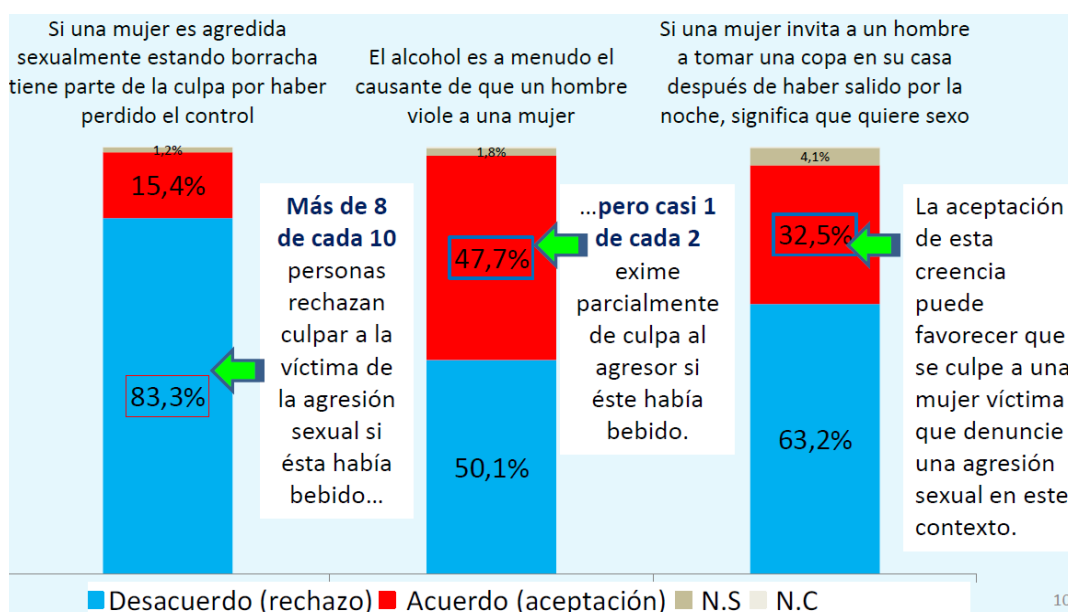 Si una mujer es agredida
sexualmente estando borracha
tiene parte de la culpa por haber
perdido el control
El alcohol es a menudo el
causante de que un hombre
viole a una mujer
Si una mujer invita a un hombre
a tomar una copa en su casa
después de haber salido por la
noche, significa que quiere sexo
1,2%
15,4%
83,3%
Más de 8
de cada 10
personas
rechazan
culpar a la
víctima de
la agresión
sexual si
ésta había
bebido...
1,8%
47,7%
50,1%
...pero casi 1
de cada 2
exime
parcialmente
de culpa al
agresor si
éste había
bebido.
4,1%
32,5%
63,2%
La aceptación
de esta
creencia
puede
favorecer que
se culpe a una
mujer víctima
que denuncie
una agresión
sexual en este
contexto.
Desacuerdo (rechazo) Acuerdo (aceptación) N.S N.C
10